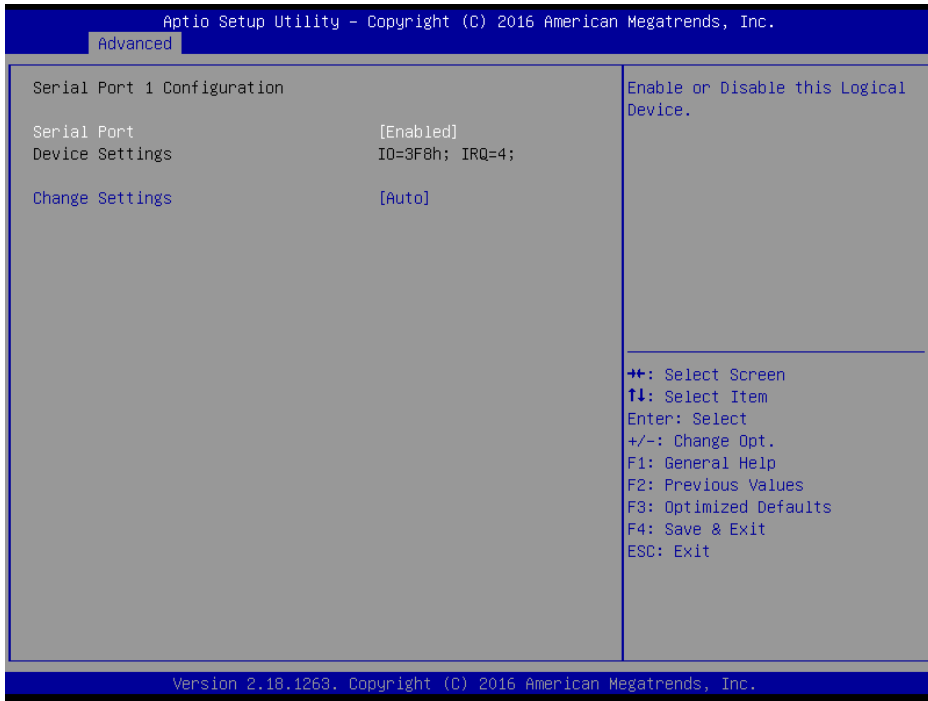 Aptio Setup Utility – Copyright (C) 2016 American Megatrends, Inc.
Advanced
Serial Port 1 Configuration
Serial Port [Enabled]
Device Settings IO=3F8h; IRQ=4;
Change Settings [Auto]
Enable or Disable this Logical
Device.
→←: Select Screen
↑↓: Select Item
Enter: Select
+/-: Change Opt.
F1: General Help
F2: Previous Values
F3: Optimized Defaults
F4: Save & Exit
ESC: Exit
Version 2.18.1263. Copyright (C) 2016 American Megatrends, Inc.